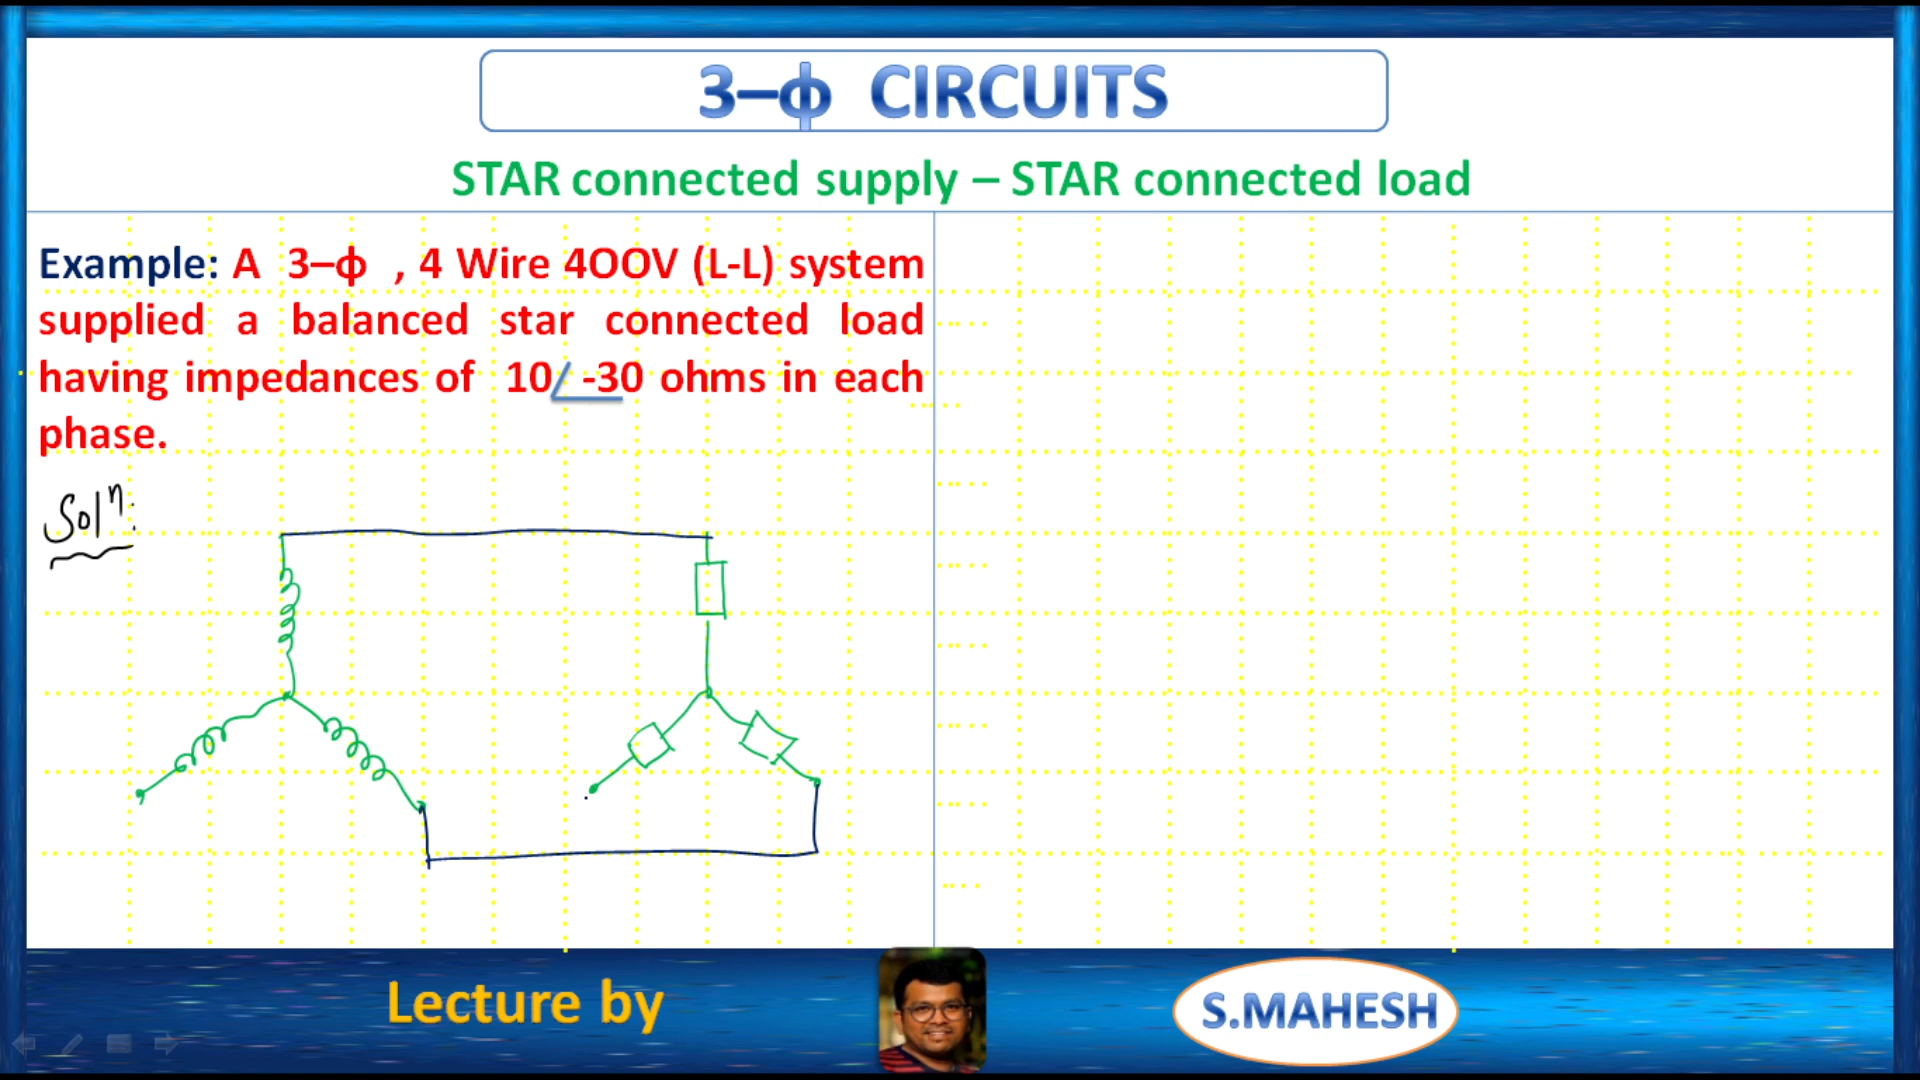 3–ф CIRCUITS
STAR connected supply – STAR connected load
Example: A 3–ф , 4 Wire 4OOV (L-L) system
supplied a balanced star connected load
having impedances of 10∠ -30 ohms in each
phase.
Solⁿ:
Lecture by
S.MAHESH